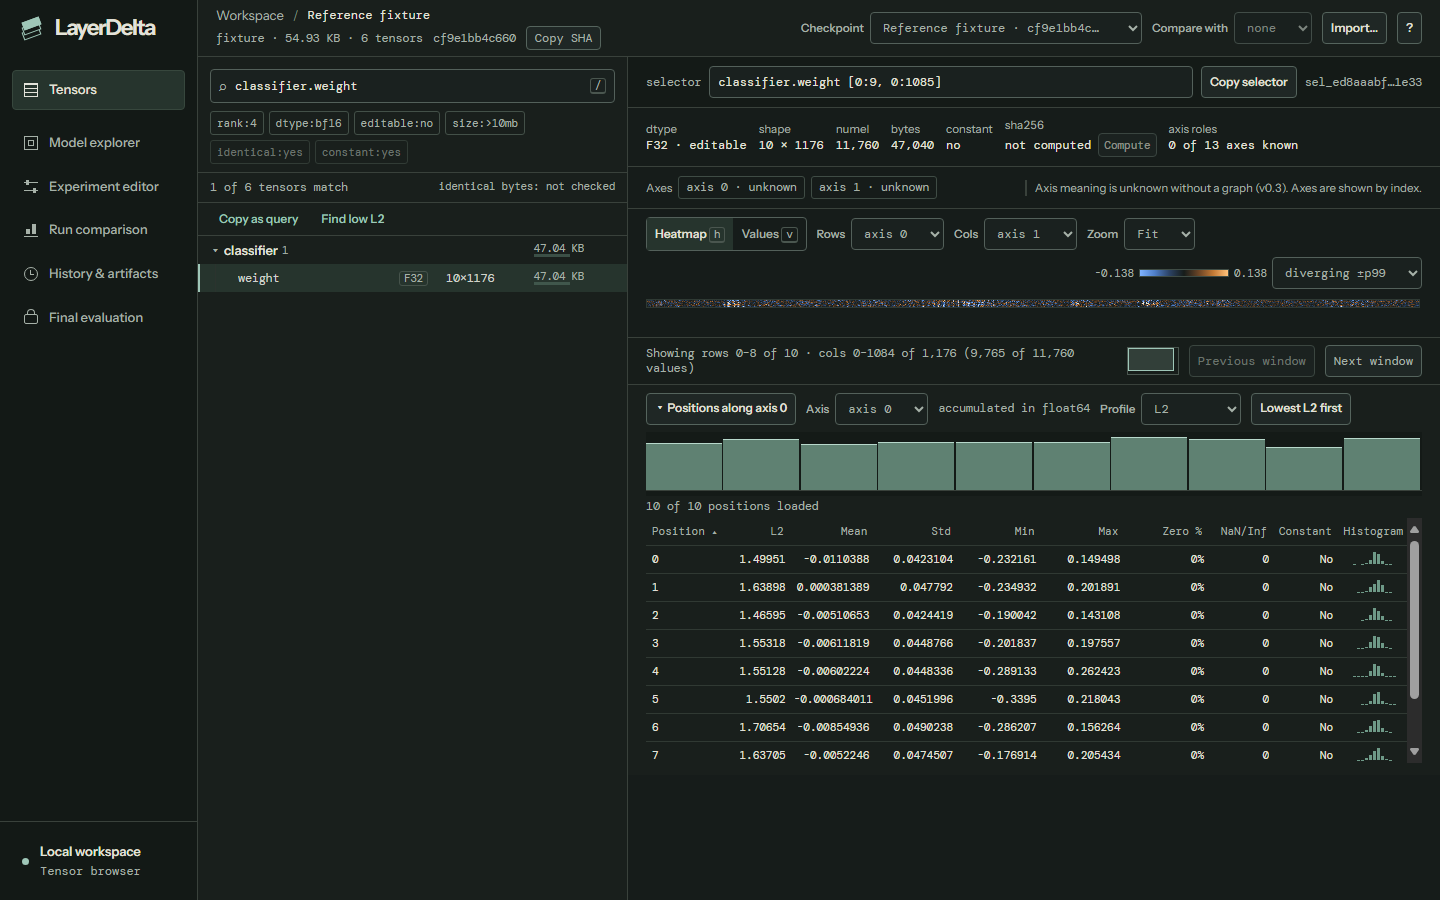 LayerDelta
Tensors
Model explorer
Experiment editor
Run comparison
History & artifacts
Final evaluation
Local workspace
Tensor browser
Workspace / Reference fixture
fixture · 54.93 KB · 6 tensors cf9e1bb4c660 Copy SHA
Checkpoint Reference fixture · cf9e1bb4c… Compare with none Import... ?
classifier.weight /
rank:4 dtype:bf16 editable:no size:>10mb
identical:yes constant:yes
1 of 6 tensors match identical bytes: not checked
Copy as query Find low L2
classifier 1 47.04 KB
weight F32 10×1176 47.04 KB
selector classifier.weight [0:9, 0:1085] Copy selector sel_ed8aaabf…1e33
dtype shape numel bytes constant sha256 axis roles
F32 · editable 10 × 1176 11,760 47,040 no not computed Compute 0 of 13 axes known
Axes axis 0 · unknown axis 1 · unknown Axis meaning is unknown without a graph (v0.3). Axes are shown by index.
Heatmap h Values v Rows axis 0 Cols axis 1 Zoom Fit
-0.138 0.138 diverging ±p99
Showing rows 0–8 of 10 · cols 0–1084 of 1,176 (9,765 of 11,760
values)
Previous window Next window
Positions along axis 0 Axis axis 0 accumulated in float64 Profile L2 Lowest L2 first
10 of 10 positions loaded
Position ▲ L2 Mean Std Min Max Zero % NaN/Inf Constant Histogram
0 1.49951 -0.0110388 0.0423104 -0.232161 0.149498 0% 0 No
1 1.63898 0.000381389 0.047792 -0.234932 0.201891 0% 0 No
2 1.46595 -0.00510653 0.0424419 -0.190042 0.143108 0% 0 No
3 1.55318 -0.00611819 0.0448766 -0.201837 0.197557 0% 0 No
4 1.55128 -0.00602224 0.0448336 -0.289133 0.262423 0% 0 No
5 1.5502 -0.000684011 0.0451996 -0.3395 0.218043 0% 0 No
6 1.70654 -0.00854936 0.0490238 -0.286207 0.156264 0% 0 No
7 1.63705 -0.0052246 0.0474507 -0.176914 0.205434 0% 0 No